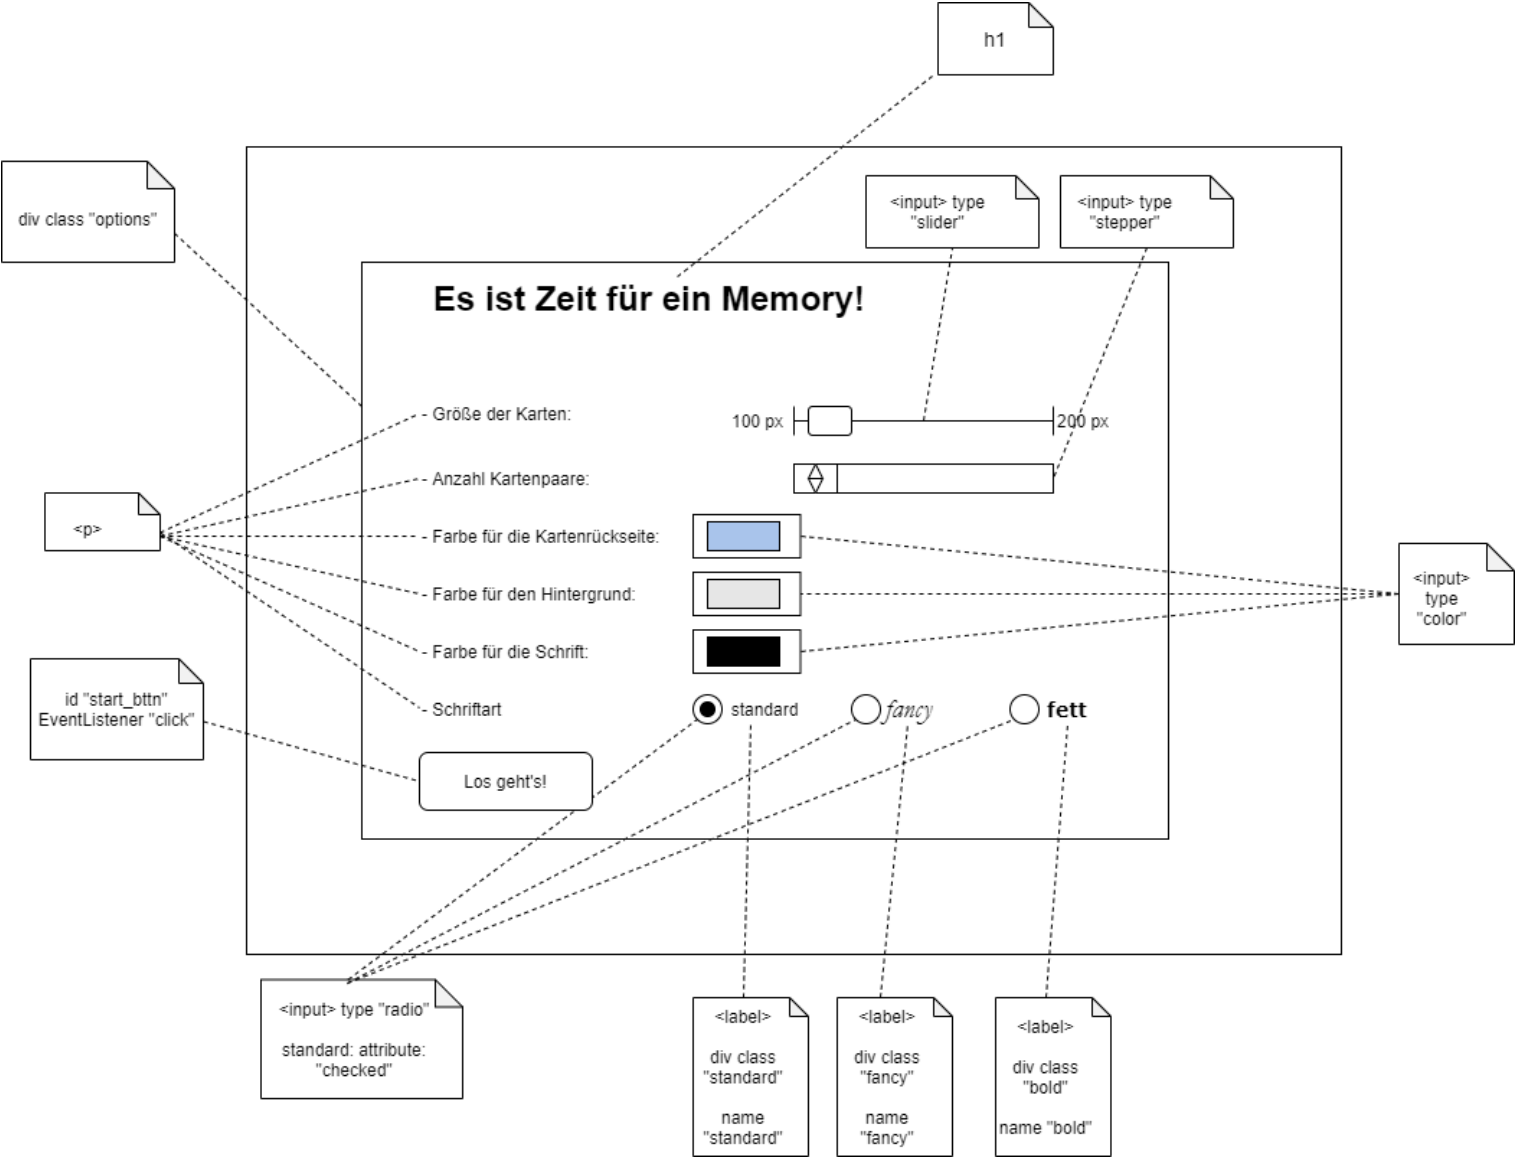 h1
div class "options"
<input> type
"slider"
<input> type
"stepper"
Es ist Zeit für ein Memory!
Größe der Karten:
100 px
200 px
Anzahl Kartenpaare:
<p>
Farbe für die Kartenrückseite:
Farbe für den Hintergrund:
<input>
type
"color"
Farbe für die Schrift:
id "start_bttn"
EventListener "click"
Schriftart
standard
fancy
fett
Los geht's!
<input> type "radio"
standard: attribute:
"checked"
<label>
div class
"standard"
name
"standard"
<label>
div class
"fancy"
name
"fancy"
<label>
div class
"bold"
name "bold"